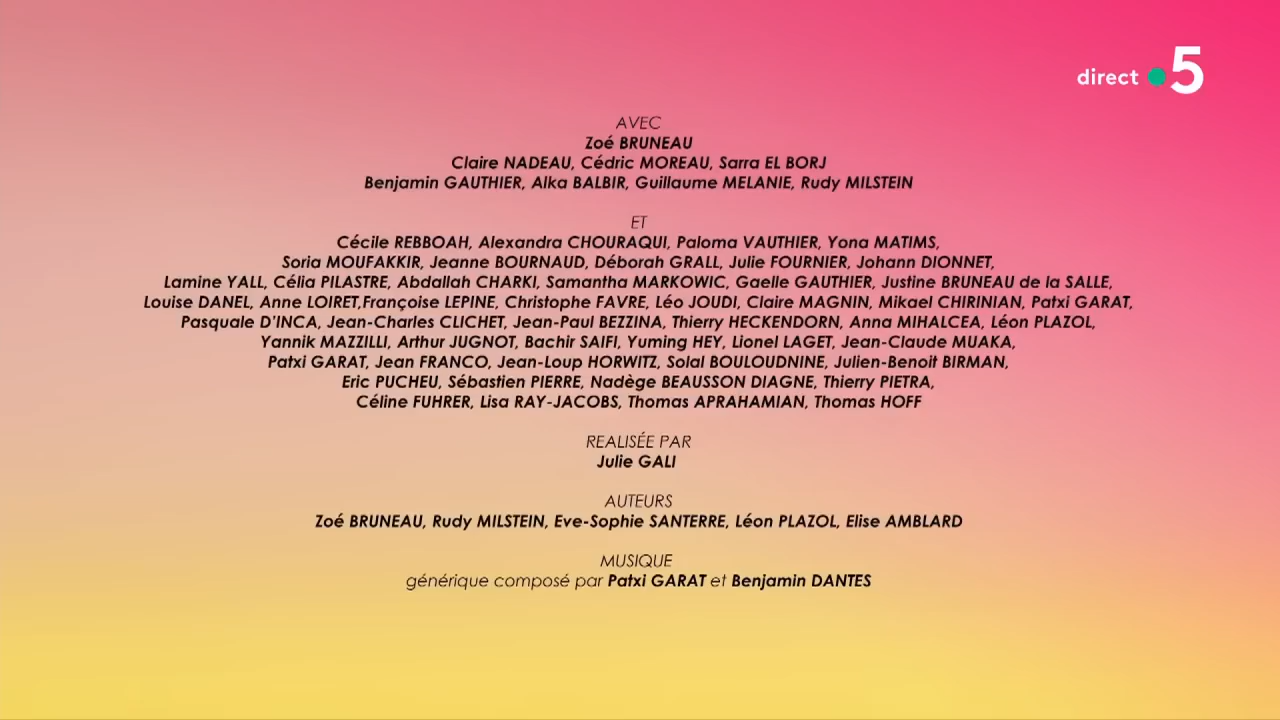 direct 5
AVEC
Zoé BRUNEAU
Claire NADEAU, Cédric MOREAU, Sarra EL BORJ
Benjamin GAUTHIER, Alka BALBIR, Guillaume MELANIE, Rudy MILSTEIN
ET
Cécile REBBOAH, Alexandra CHOURAQUI, Paloma VAUTHIER, Yona MATIMS,
Soria MOUFAKKIR, Jeanne BOURNAUD, Déborah GRALL, Julie FOURNIER, Johann DIONNET,
Lamine YALL, Célia PILASTRE, Abdallah CHARKI, Samantha MARKOWIC, Gaelle GAUTHIER, Justine BRUNEAU de la SALLE,
Louise DANEL, Anne LOIRET,Françoise LEPINE, Christophe FAVRE, Léo JOUDI, Claire MAGNIN, Mikael CHIRINIAN, Patxi GARAT,
Pasquale D'INCA, Jean-Charles CLICHET, Jean-Paul BEZZINA, Thierry HECKENDORN, Anna MIHALCEA, Léon PLAZOL,
Yannik MAZZILLI, Arthur JUGNOT, Bachir SAIFI, Yuming HEY, Lionel LAGET, Jean-Claude MUAKA,
Patxi GARAT, Jean FRANCO, Jean-Loup HORWITZ, Solal BOULOUDNINE, Julien-Benoit BIRMAN,
Eric PUCHEU, Sébastien PIERRE, Nadège BEAUSSON DIAGNE, Thierry PIETRA,
Céline FUHRER, Lisa RAY-JACOBS, Thomas APRAHAMIAN, Thomas HOFF
REALISÉE PAR
Julie GALI
AUTEURS
Zoé BRUNEAU, Rudy MILSTEIN, Eve-Sophie SANTERRE, Léon PLAZOL, Elise AMBLARD
MUSIQUE
générique composé par Patxi GARAT et Benjamin DANTES